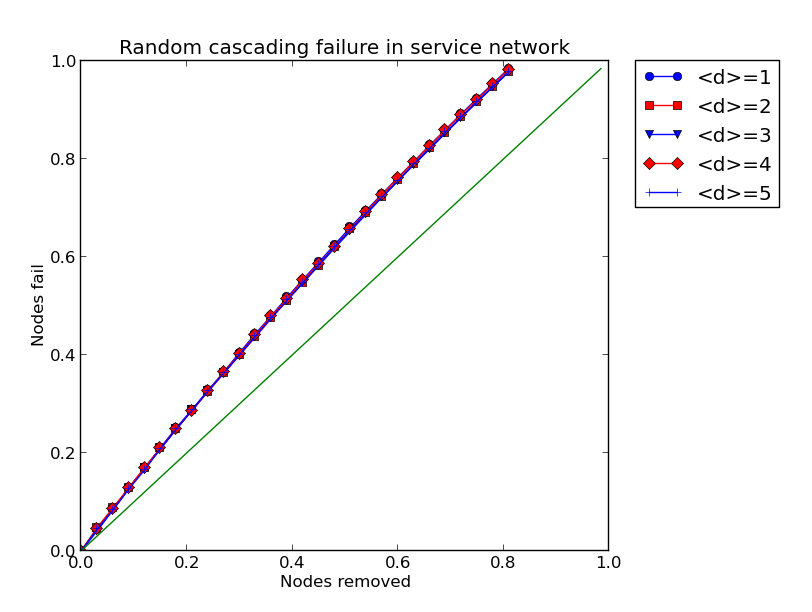 Random cascading failure in service network
1.0
0.8
0.6
0.4
0.2
0.0
Nodes fail
0.0 0.2 0.4 0.6 0.8 1.0
Nodes removed
<d>=1
<d>=2
<d>=3
<d>=4
<d>=5